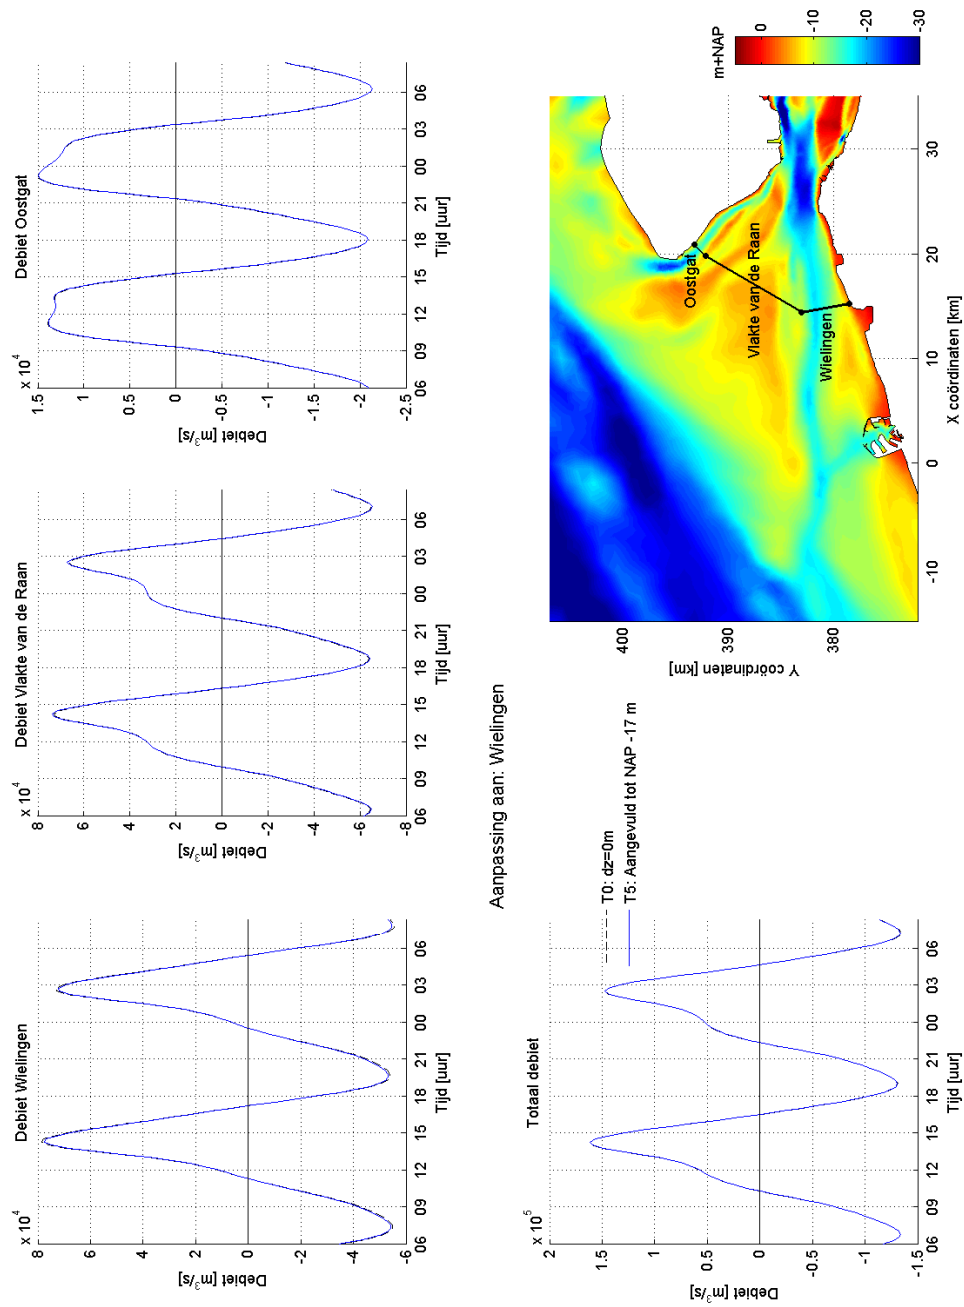 Debiet Wielingen
x 10^4
8
6
4
2
0
-2
-4
-6
Debiet [m^3/s]
06 09 12 15 18 21 00 03 06
Tijd [uur]
Debiet Vlakte van de Raan
x 10^4
8
6
4
2
0
-2
-4
-6
-8
Debiet [m^3/s]
06 09 12 15 18 21 00 03 06
Tijd [uur]
Debiet Oostgat
x 10^4
1.5
1
0.5
0
-0.5
-1
-1.5
-2
-2.5
Debiet [m^3/s]
06 09 12 15 18 21 00 03 06
Tijd [uur]
Aanpassing aan: Wielingen
Totaal debiet
x 10^5
2
1.5
1
0.5
0
-0.5
-1
-1.5
Debiet [m^3/s]
06 09 12 15 18 21 00 03 06
Tijd [uur]
T0: dz=0m
T5: Aangevuld tot NAP -17 m
400
390
380
Y coördinaten [km]
-10 0 10 20 30
X coördinaten [km]
Oostgat
Vlakte van de Raan
Wielingen
m+NAP
0
-10
-20
-30